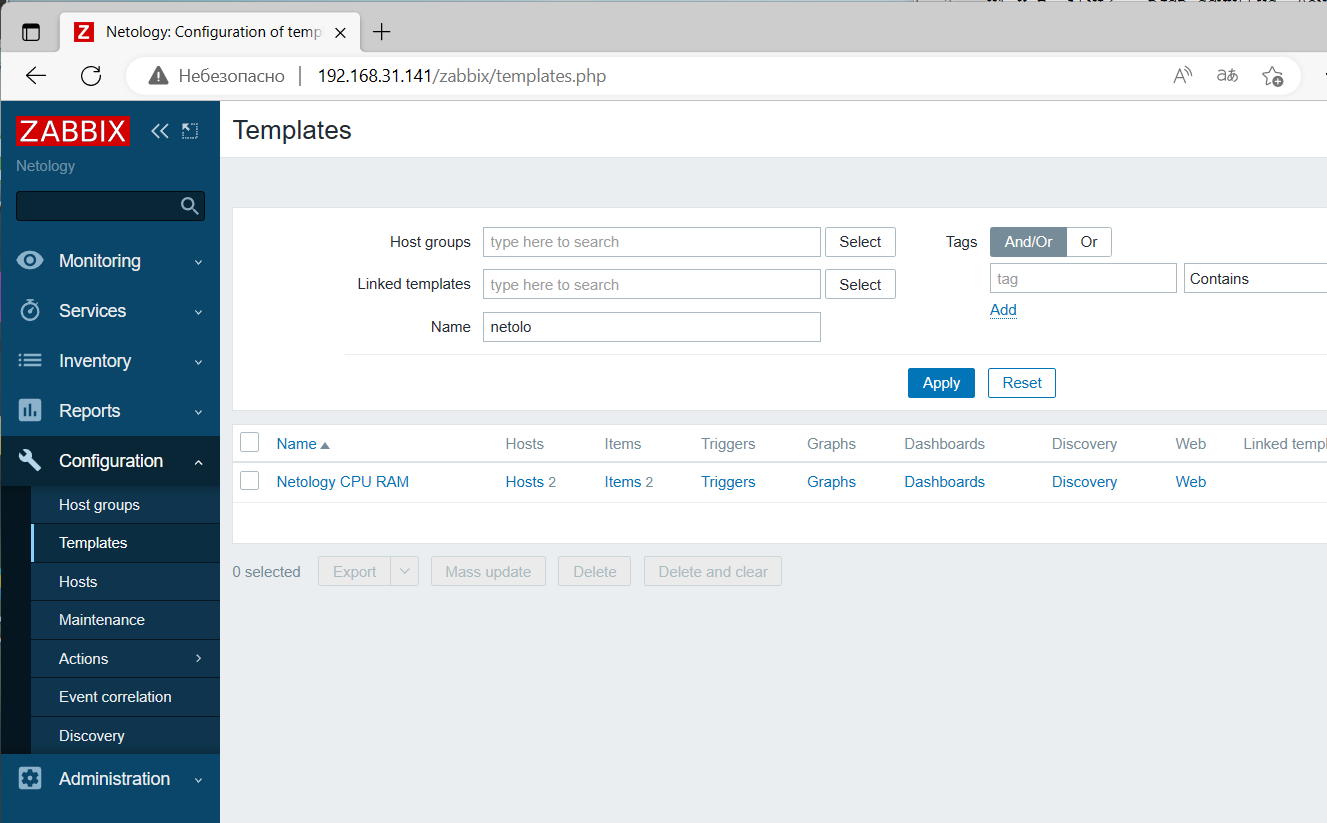 Netology: Configuration of temp
Небезопасно 192.168.31.141/zabbix/templates.php
ZABBIX
Netology
Monitoring
Services
Inventory
Reports
Configuration
Host groups
Templates
Hosts
Maintenance
Actions
Event correlation
Discovery
Administration
Templates
Host groups type here to search Select
Linked templates type here to search Select
Name netolo
Tags And/Or Or
tag Contains
Add
Apply Reset
Name Hosts Items Triggers Graphs Dashboards Discovery Web Linked templ
Netology CPU RAM Hosts 2 Items 2 Triggers Graphs Dashboards Discovery Web
0 selected Export Mass update Delete Delete and clear